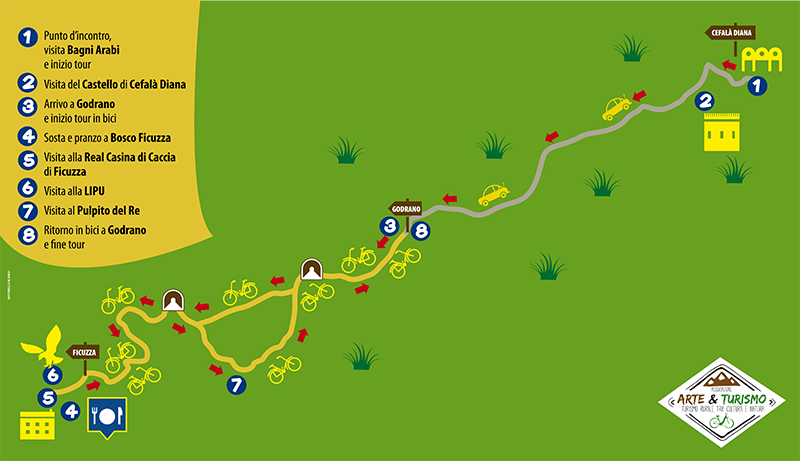 1 Punto d'incontro,
visita Bagni Arabi
e inizio tour
2 Visita del Castello di Cefalà Diana
3 Arrivo a Godrano
e inizio tour in bici
4 Sosta e pranzo a Bosco Ficuzza
5 Visita alla Real Casina di Caccia
di Ficuzza
6 Visita alla LIPU
7 Visita al Pulpito del Re
8 Ritorno in bici a Godrano
e fine tour
CEFALÀ DIANA
1
2
GODRANO
3
8
FICUZZA
6
5
4
7
ARTE & TURISMO
TURISMO RURALE TRA CULTURA E NATURA